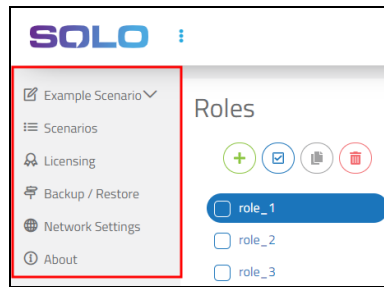 SOLO
Example Scenario
Scenarios
Licensing
Backup / Restore
Network Settings
About
Roles
role_1
role_2
role_3